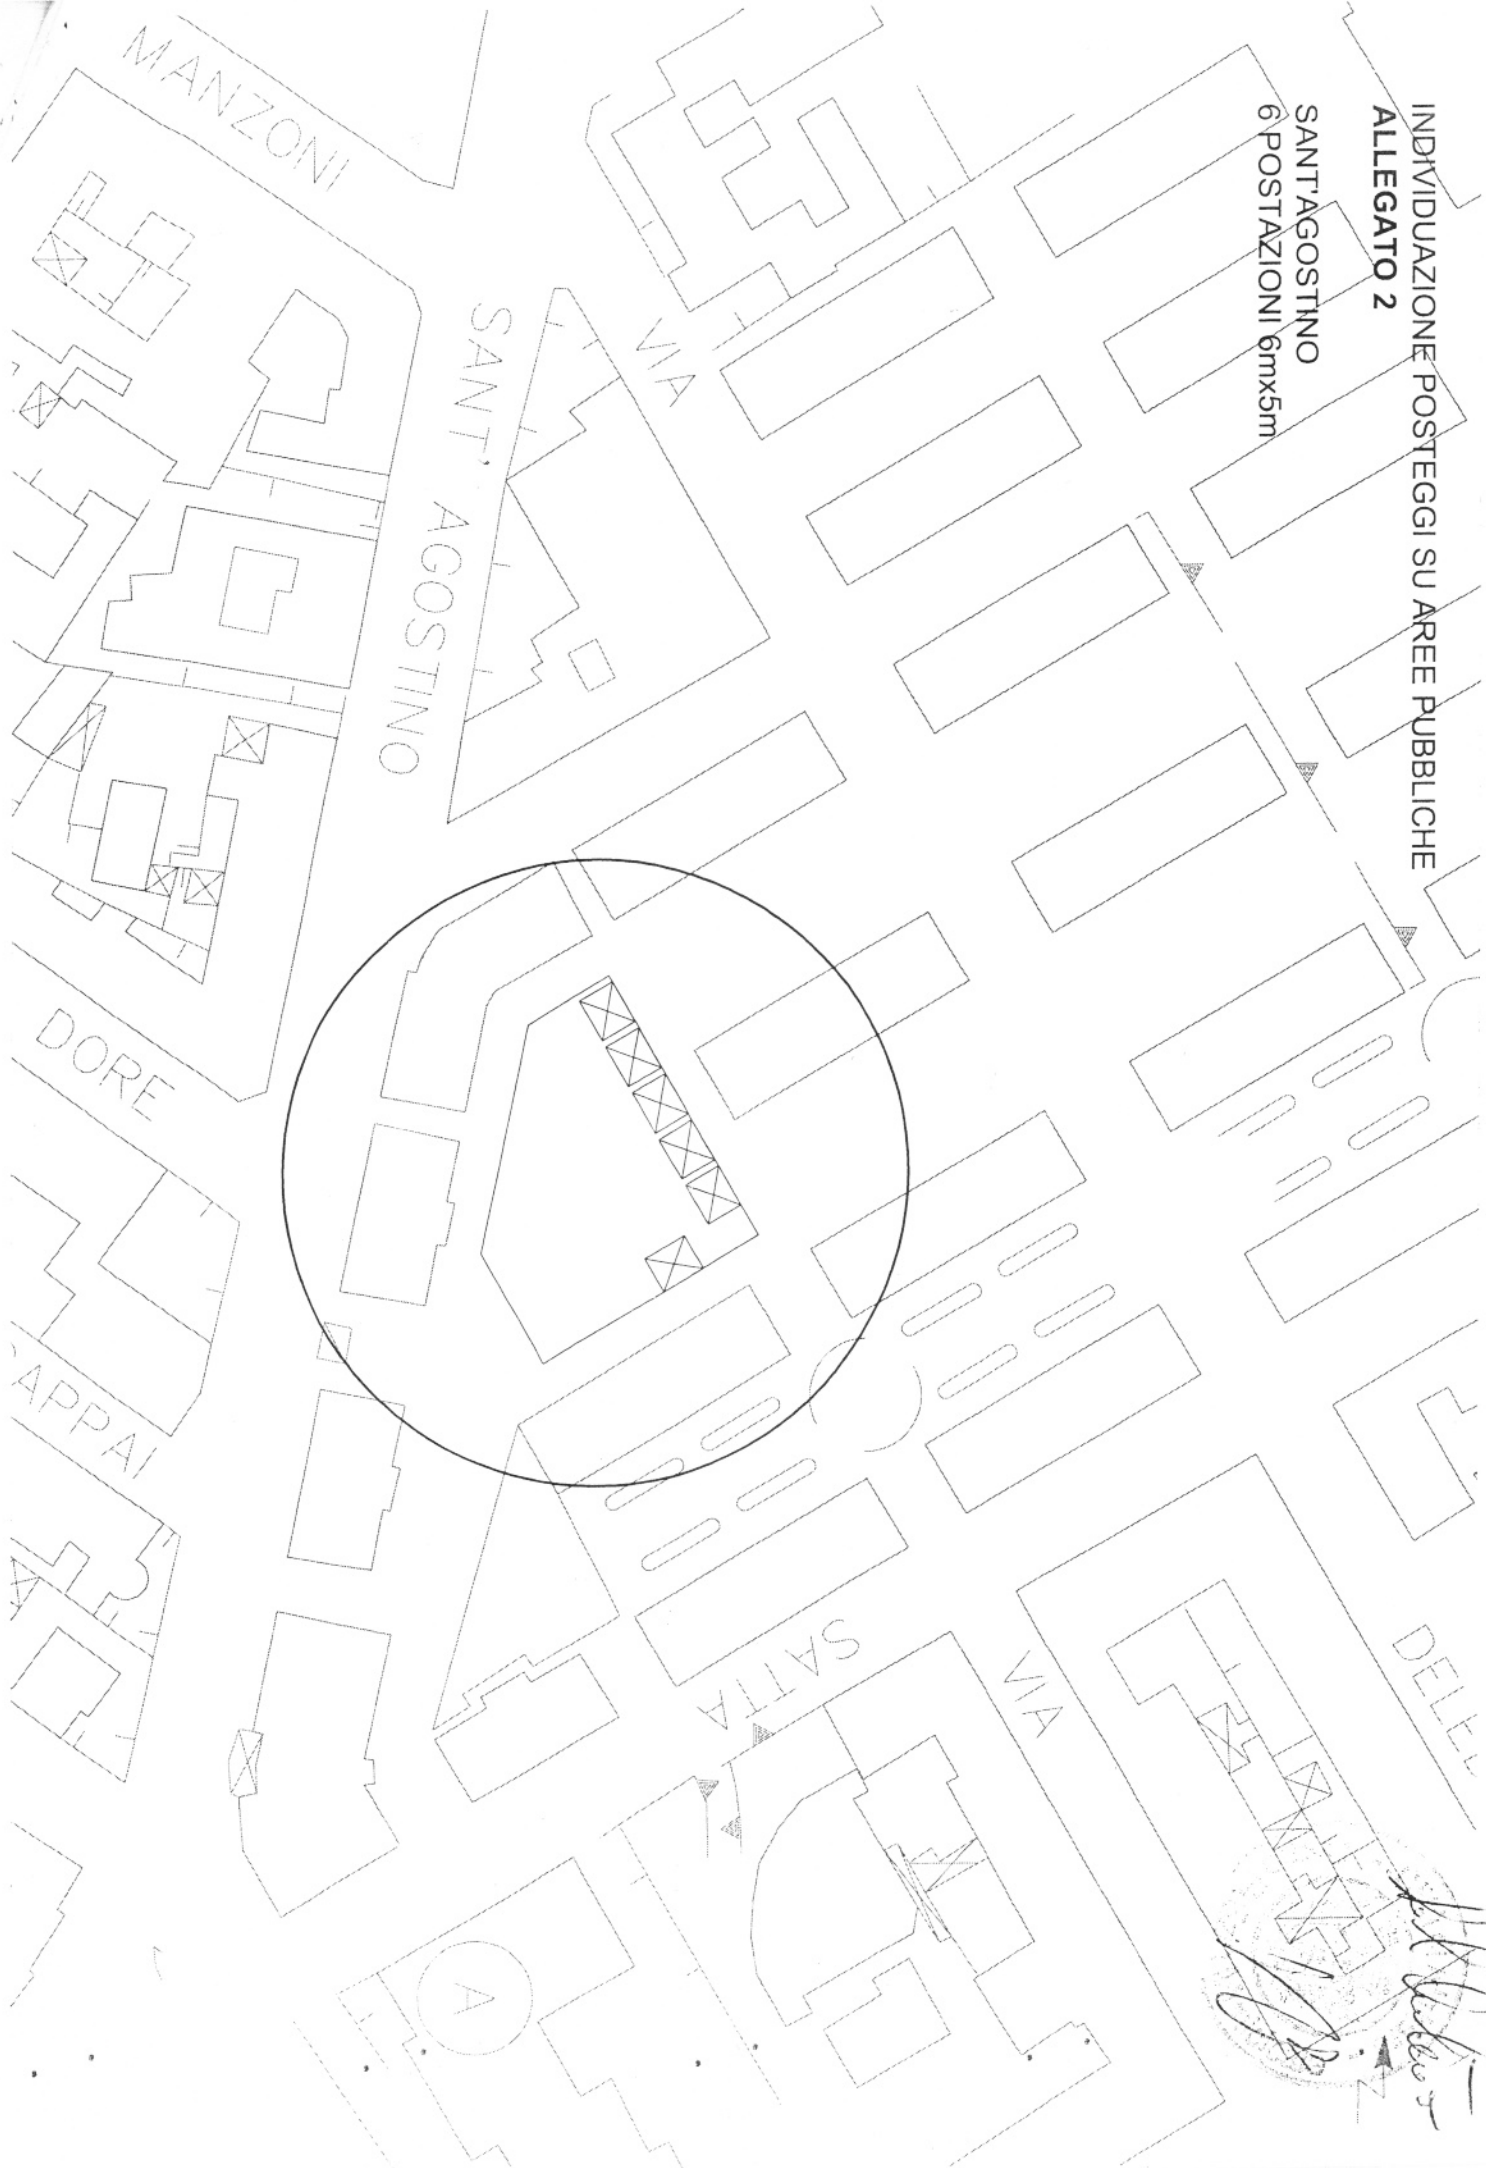 INDIVIDUAZIONE POSTEGGI SU AREE PUBBLICHE
ALLEGATO 2
SANT'AGOSTINO
6 POSTAZIONI 6mx5m
MANZONI
SANT' AGOSTINO
VIA
DORE
CAPPAI
SATTA
VIA
A
N